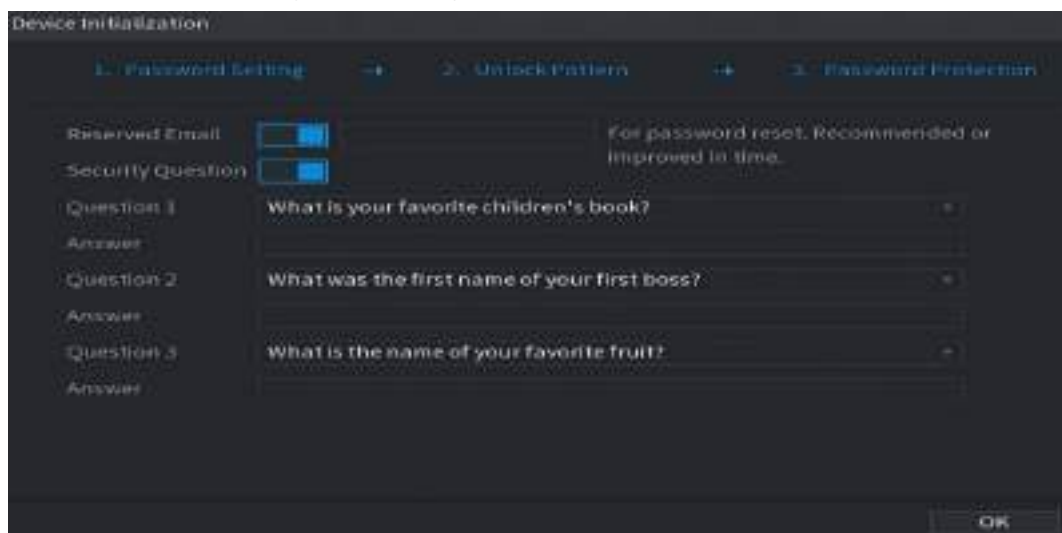 Device Initialization
1. Password Setting → 2. Unlock Pattern → 3. Password Protection
Reserved Email
For password reset. Recommended or
improved in time.
Security Question
Question 1 What is your favorite children's book?
Answer
Question 2 What was the first name of your first boss?
Answer
Question 3 What is the name of your favorite fruit?
Answer
OK